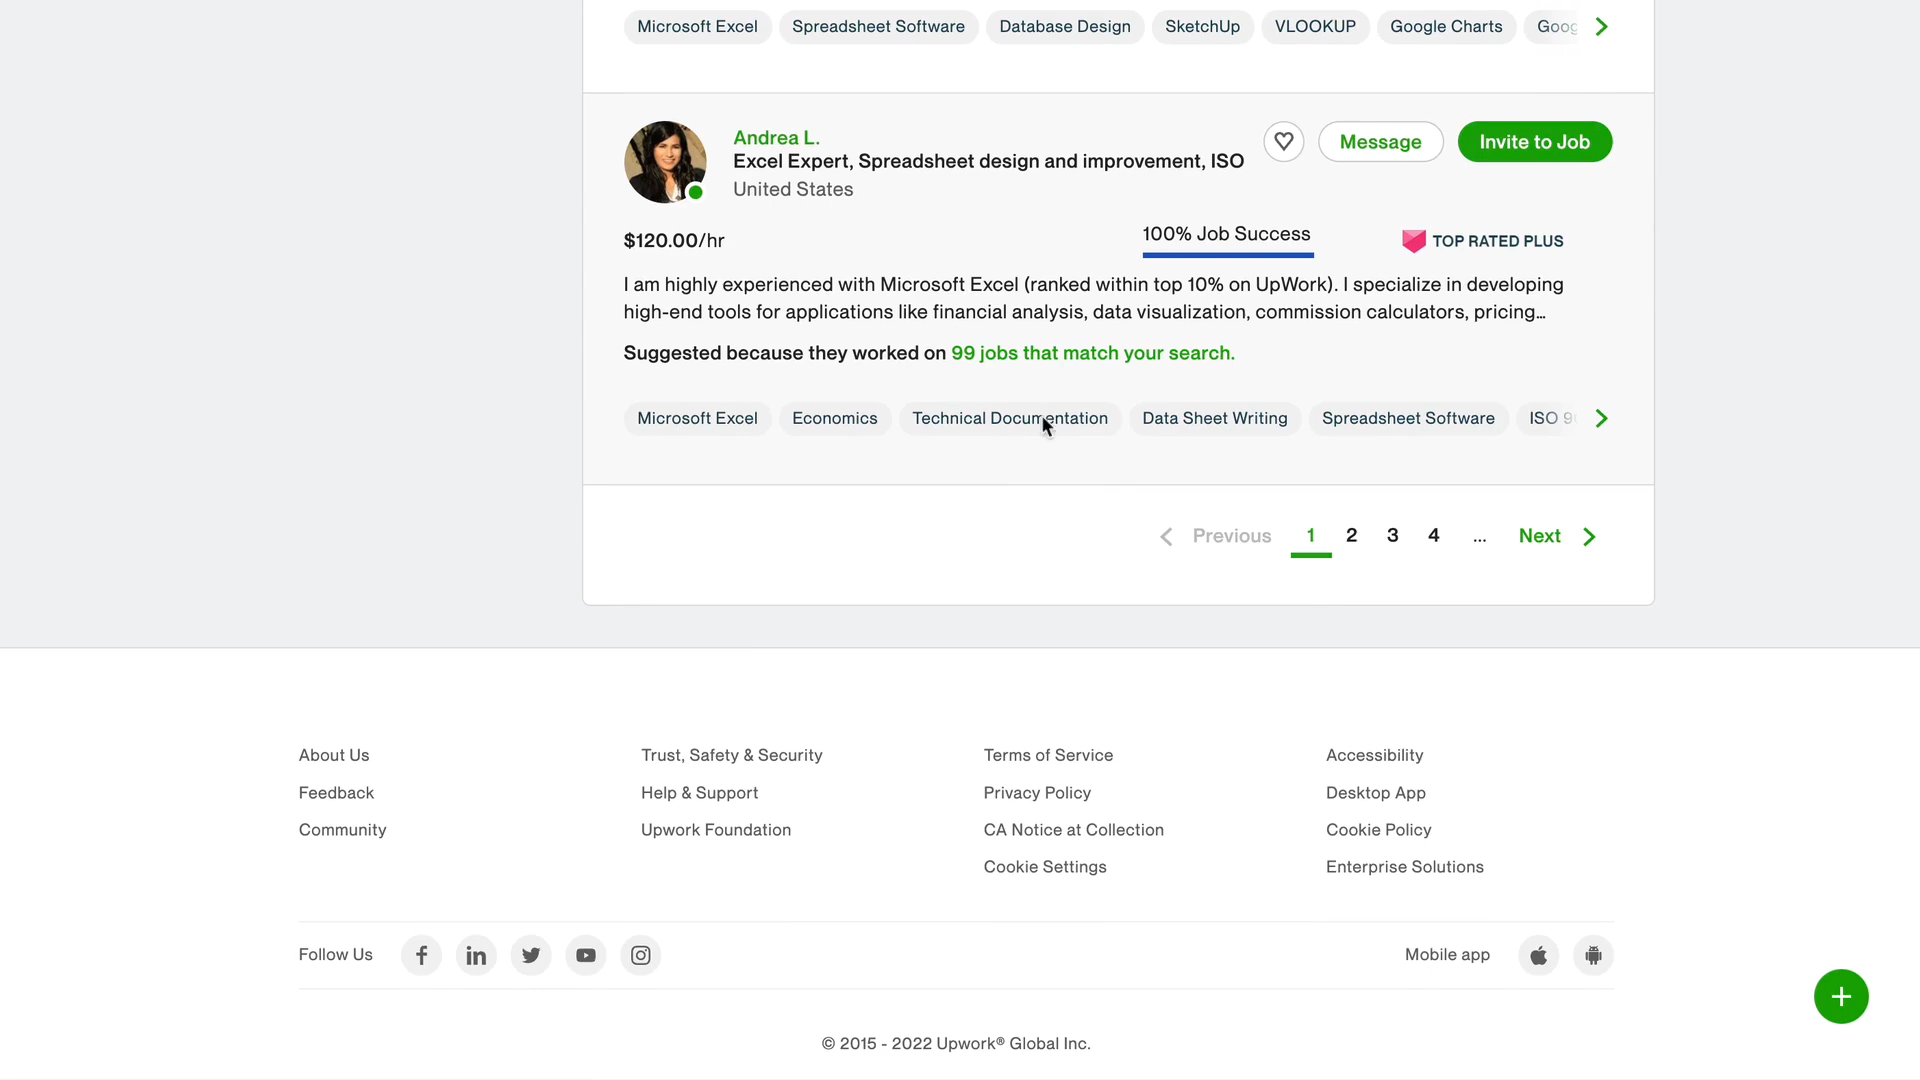 Microsoft Excel Spreadsheet Software Database Design SketchUp VLOOKUP Google Charts Goog
Andrea L.
Excel Expert, Spreadsheet design and improvement, ISO
United States
Message
Invite to Job
$120.00/hr
100% Job Success
TOP RATED PLUS
I am highly experienced with Microsoft Excel (ranked within top 10% on UpWork). I specialize in developing
high-end tools for applications like financial analysis, data visualization, commission calculators, pricing…
Suggested because they worked on 99 jobs that match your search.
Microsoft Excel Economics Technical Documentation Data Sheet Writing Spreadsheet Software ISO 9
Previous 1 2 3 4 ... Next
About Us
Feedback
Community
Trust, Safety & Security
Help & Support
Upwork Foundation
Terms of Service
Privacy Policy
CA Notice at Collection
Cookie Settings
Accessibility
Desktop App
Cookie Policy
Enterprise Solutions
Follow Us
Mobile app
© 2015 - 2022 Upwork® Global Inc.